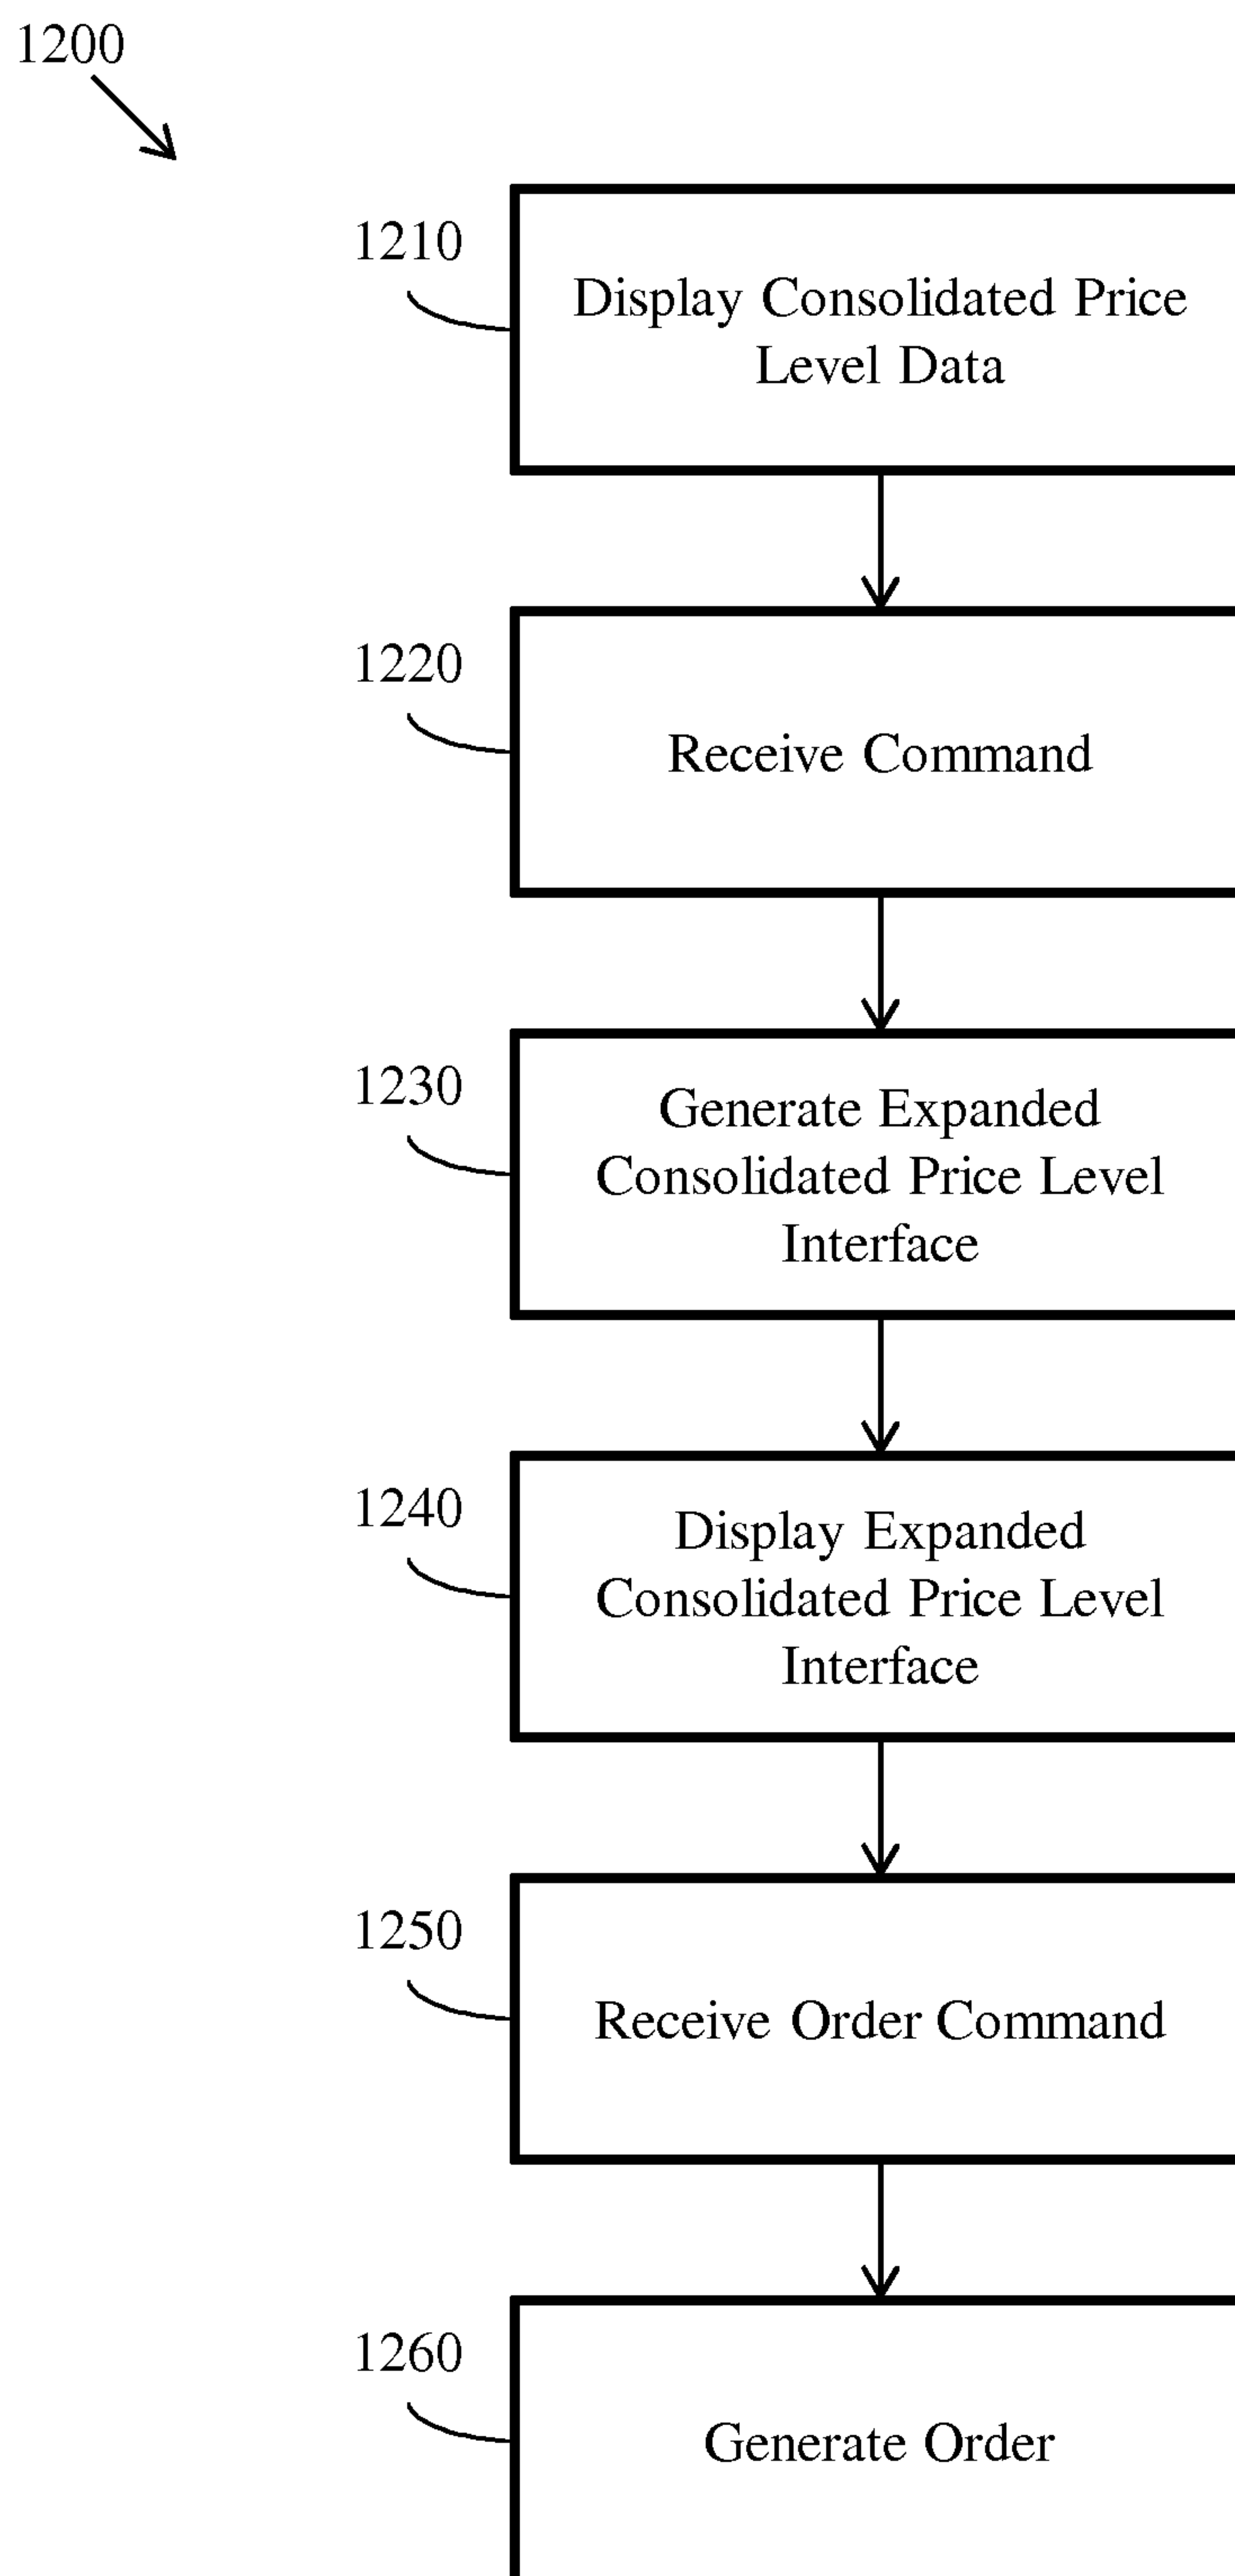 1200
1210
Display Consolidated Price
Level Data
1220
Receive Command
1230
Generate Expanded
Consolidated Price Level
Interface
1240
Display Expanded
Consolidated Price Level
Interface
1250
Receive Order Command
1260
Generate Order